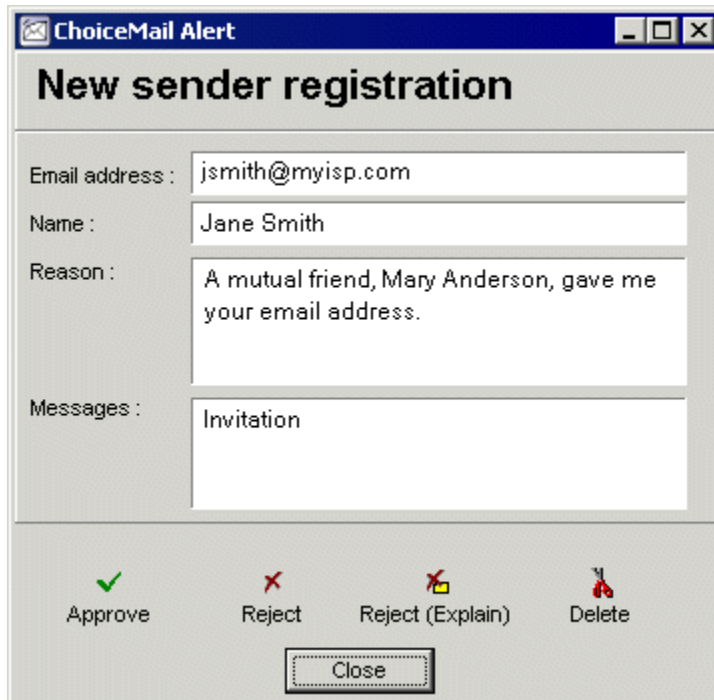 ChoiceMail Alert
New sender registration
Email address : jsmith@myisp.com
Name : Jane Smith
Reason : A mutual friend, Mary Anderson, gave me
your email address.
Messages : Invitation
Approve Reject Reject (Explain) Delete
Close